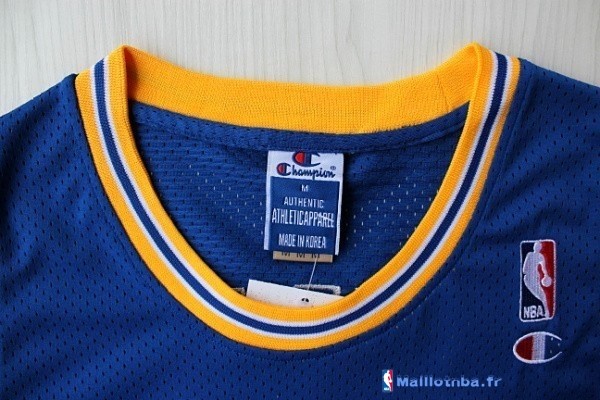 Champion
M
AUTHENTIC
ATHLETICAPPAREL
MADE IN KOREA
M M M
NBA
Maillotnba.fr